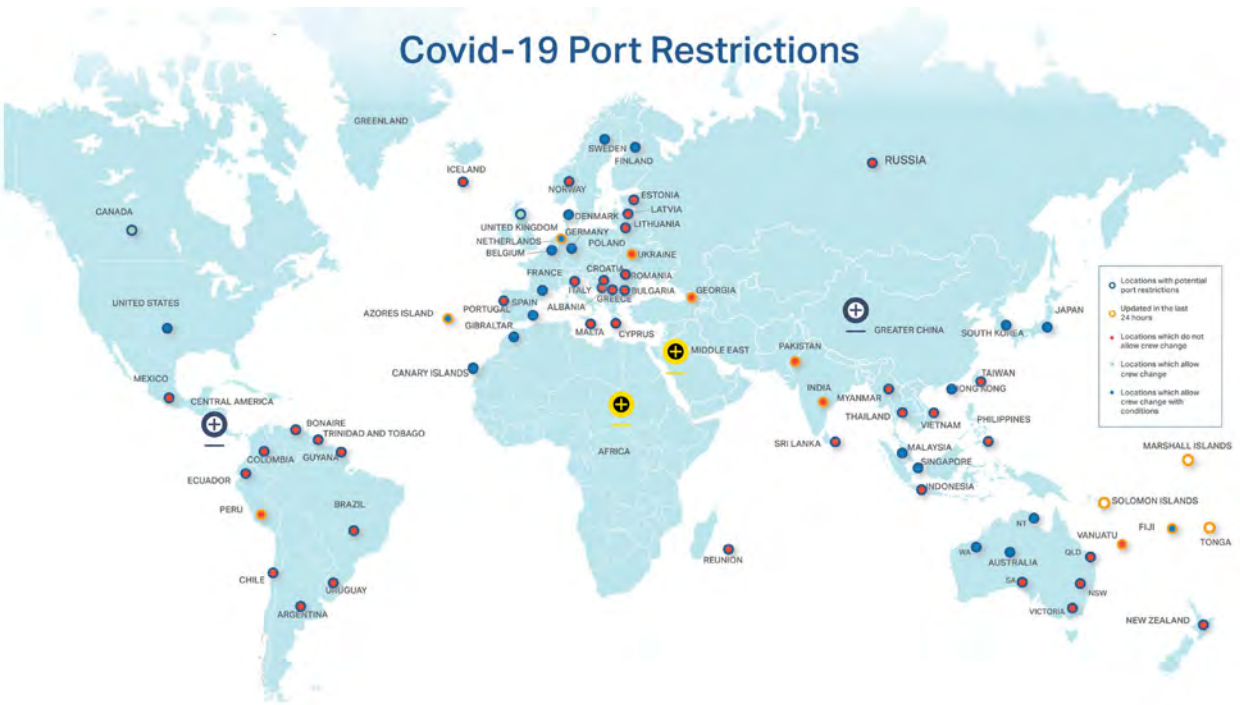 Covid-19 Port Restrictions
GREENLAND
ICELAND
SWEDEN
FINLAND
RUSSIA
NORWAY
ESTONIA
LATVIA
LITHUANIA
CANADA
DENMARK
UNITED KINGDOM
GERMANY
NETHERLANDS
POLAND
BELGIUM
UKRAINE
FRANCE
CROATIA
ROMANIA
ITALY
BULGARIA
GREECE
GEORGIA
UNITED STATES
AZORES ISLAND
PORTUGAL
SPAIN
ALBANIA
GIBRALTAR
MALTA
CYPRUS
GREATER CHINA
SOUTH KOREA
JAPAN
MIDDLE EAST
PAKISTAN
CANARY ISLANDS
MEXICO
CENTRAL AMERICA
INDIA
MYANMAR
TAIWAN
HONG KONG
THAILAND
VIETNAM
PHILIPPINES
BONAIRE
TRINIDAD AND TOBAGO
COLOMBIA
GUYANA
AFRICA
SRI LANKA
MALAYSIA
SINGAPORE
INDONESIA
ECUADOR
PERU
BRAZIL
REUNION
CHILE
URUGUAY
ARGENTINA
Locations with potential
port restrictions
Updated in the last
24 hours
Locations which do not
allow crew change
Locations which allow
crew change
Locations which allow
crew change with
conditions
MARSHALL ISLANDS
SOLOMON ISLANDS
FIJI
TONGA
VANUATU
NT
WA
AUSTRALIA
QLD
SA
NSW
VICTORIA
NEW ZEALAND